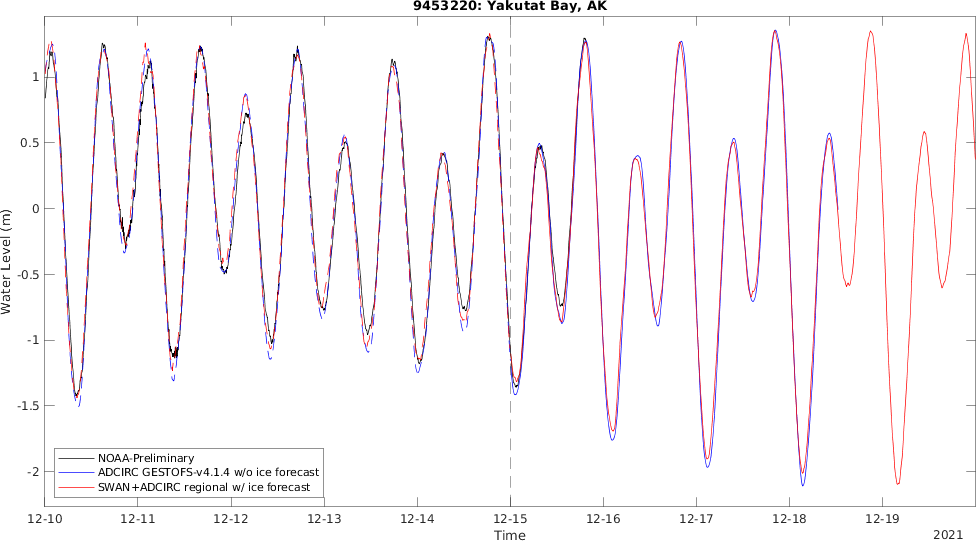 9453220: Yakutat Bay, AK
Water Level (m)
1
0.5
0
-0.5
-1
-1.5
-2
NOAA-Preliminary
ADCIRC GESTOFS-v4.1.4 w/o ice forecast
SWAN+ADCIRC regional w/ ice forecast
12-10 12-11 12-12 12-13 12-14 12-15 12-16 12-17 12-18 12-19
Time
2021